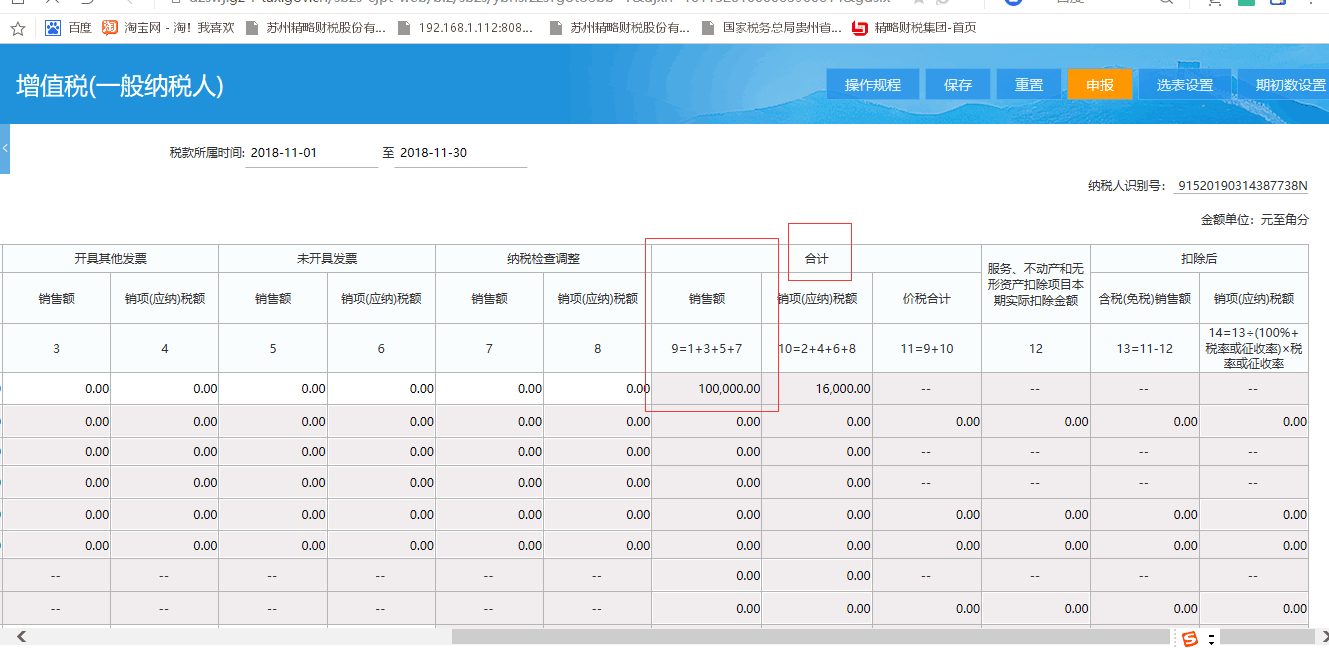 百度 淘宝网 - 淘！我喜欢 苏州精略财税股份有... 192.168.1.112:808... 苏州精略财税股份有... 国家税务总局贵州省... 精略财税集团-首页
增值税(一般纳税人) 操作规程 保存 重置 申报 选表设置 期初数设置
税款所属时间: 2018-11-01 至 2018-11-30
纳税人识别号： 91520190314387738N
金额单位：元至角分
开具其他发票 未开具发票 纳税检查调整 合计 服务、不动产和无形资产扣除项目本期实际扣除金额 扣除后
销售额 销项(应纳)税额 销售额 销项(应纳)税额 销售额 销项(应纳)税额 销售额 销项(应纳)税额 价税合计 含税(免税)销售额 销项(应纳)税额
3 4 5 6 7 8 9=1+3+5+7 10=2+4+6+8 11=9+10 12 13=11-12 14=13÷(100%+税率或征收率)×税率或征收率
0.00 0.00 0.00 0.00 0.00 0.00 100,000.00 16,000.00 -- -- -- --
0.00 0.00 0.00 0.00 0.00 0.00 0.00 0.00 0.00 0.00 0.00 0.00
0.00 0.00 0.00 0.00 0.00 0.00 0.00 0.00 -- -- -- --
0.00 0.00 0.00 0.00 0.00 0.00 0.00 0.00 -- -- -- --
0.00 0.00 0.00 0.00 0.00 0.00 0.00 0.00 0.00 0.00 0.00 0.00
0.00 0.00 0.00 0.00 0.00 0.00 0.00 0.00 0.00 0.00 0.00 0.00
-- -- -- -- -- -- 0.00 0.00 -- -- -- --
-- -- -- -- -- -- 0.00 0.00 0.00 0.00 0.00 0.00